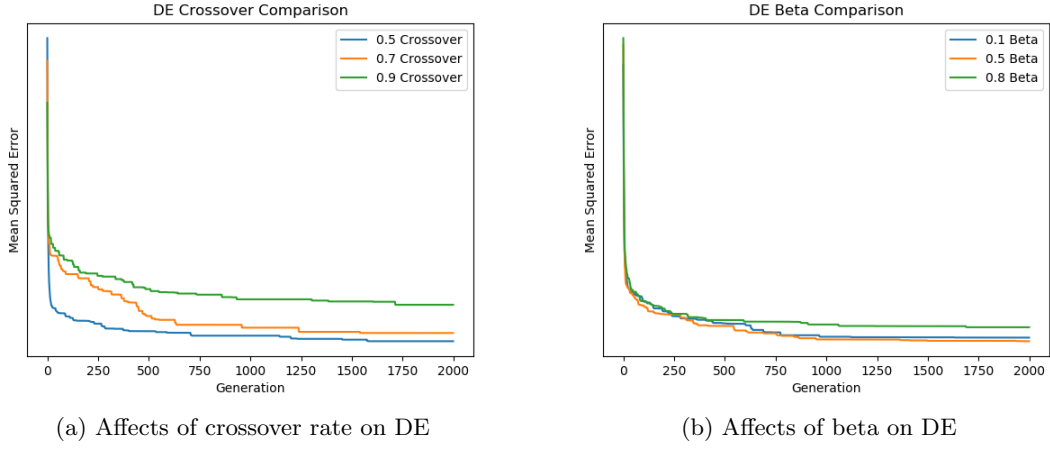 DE Crossover Comparison
0.5 Crossover
0.7 Crossover
0.9 Crossover
Mean Squared Error
0 250 500 750 1000 1250 1500 1750 2000
Generation
(a) Affects of crossover rate on DE
DE Beta Comparison
0.1 Beta
0.5 Beta
0.8 Beta
Mean Squared Error
0 250 500 750 1000 1250 1500 1750 2000
Generation
(b) Affects of beta on DE